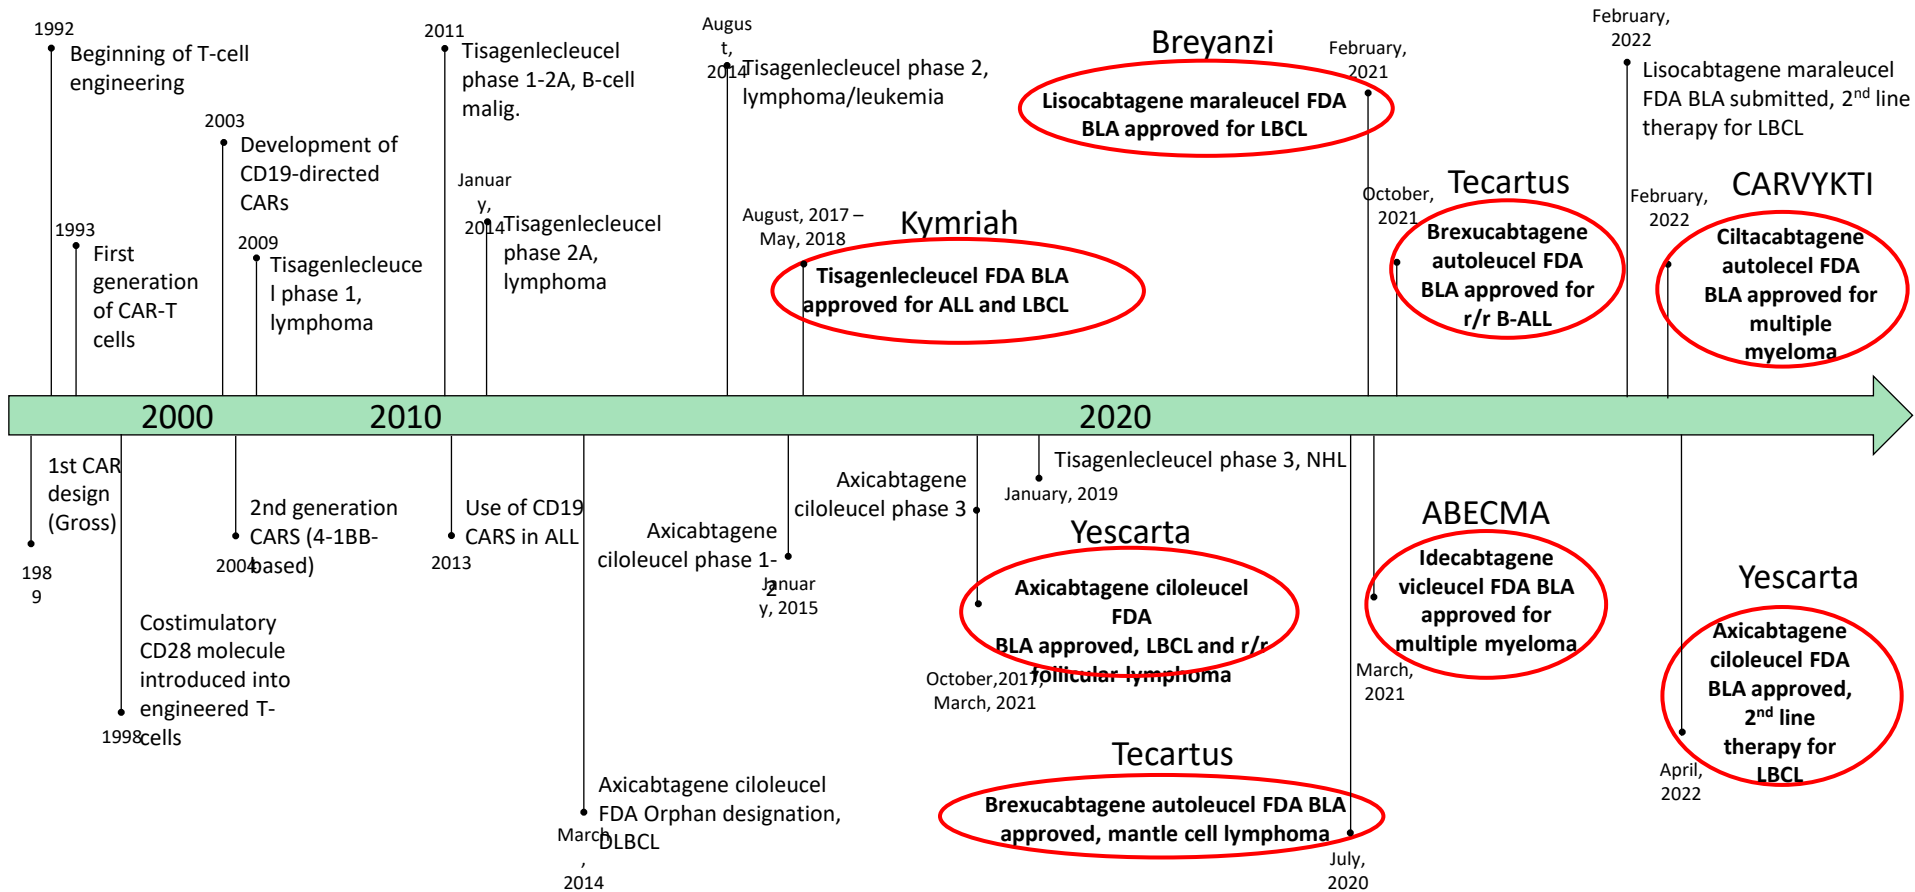 1992
Beginning of T-cell
engineering
1993
First
generation
of CAR-T
cells
2003
Development of
CD19-directed
CARs
2009
Tisagenlecleuce
l phase 1,
lymphoma
2011
Tisagenlecleucel
phase 1-2A, B-cell
malig.
Januar
y,
2014
Tisagenlecleucel
phase 2A,
lymphoma
Augus
t,
2014
Tisagenlecleucel phase 2,
lymphoma/leukemia
August, 2017 –
May, 2018
Kymriah
Tisagenlecleucel FDA BLA
approved for ALL and LBCL
Breyanzi
February,
2021
Lisocabtagene maraleucel FDA
BLA approved for LBCL
October,
2021
Tecartus
Brexucabtagene
autoleucel FDA
BLA approved for
r/r B-ALL
February,
2022
Lisocabtagene maraleucel
FDA BLA submitted, 2nd line
therapy for LBCL
February,
2022
CARVYKTI
Ciltacabtagene
autolecel FDA
BLA approved for
multiple
myeloma
2000
2010
2020
1st CAR
design
(Gross)
198
9
Costimulatory
CD28 molecule
introduced into
engineered T-
cells
1998
2nd generation
CARS (4-1BB-
based)
2004
Use of CD19
CARS in ALL
2013
Axicabtagene ciloleucel
FDA Orphan designation,
DLBCL
March
,
2014
Axicabtagene
ciloleucel phase 1-
2
Januar
y, 2015
Axicabtagene
ciloleucel phase 3
Tisagenlecleucel phase 3, NHL
January, 2019
Yescarta
Axicabtagene ciloleucel
FDA
BLA approved, LBCL and r/r
follicular lymphoma
October,2017,
March, 2021
Tecartus
Brexucabtagene autoleucel FDA BLA
approved, mantle cell lymphoma
July,
2020
ABECMA
Idecabtagene
vicleucel FDA BLA
approved for
multiple myeloma
March,
2021
Yescarta
Axicabtagene
ciloleucel FDA
BLA approved,
2nd line
therapy for
LBCL
April,
2022